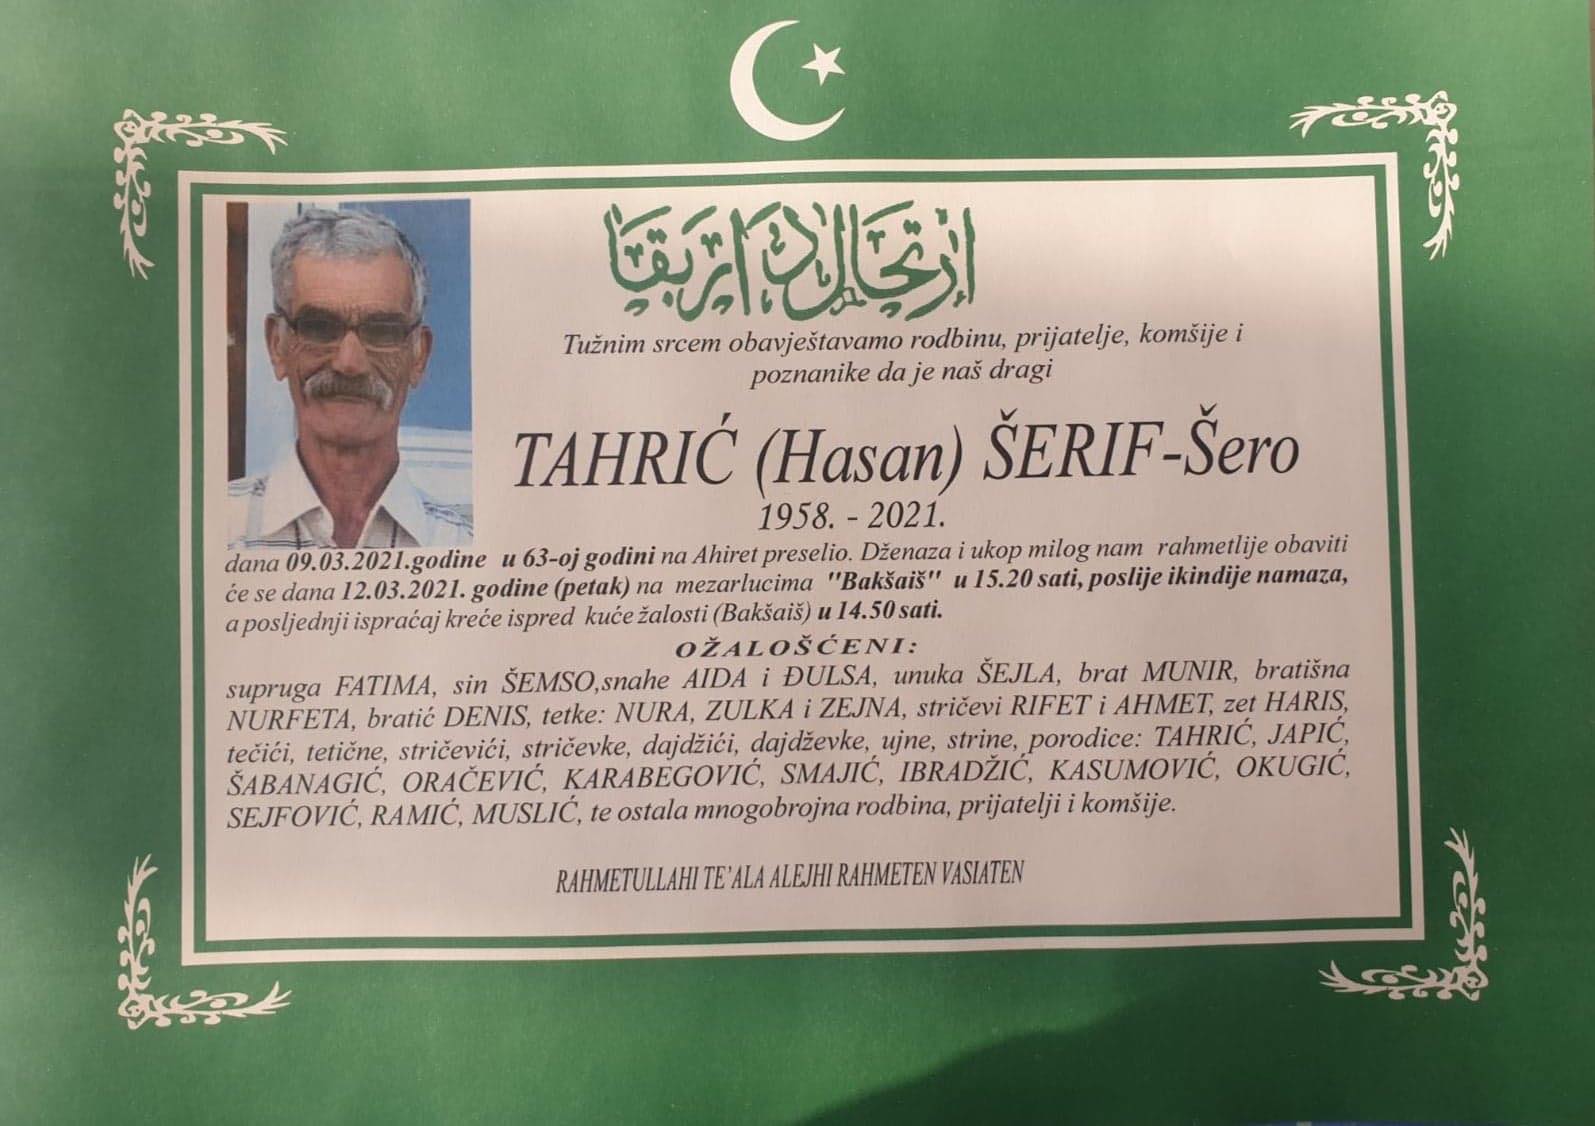 إرتحال دار بقا
Tužnim srcem obavještavamo rodbinu, prijatelje, komšije i
poznanike da je naš dragi
TAHRIĆ (Hasan) ŠERIF-Šero
1958. - 2021.
dana 09.03.2021.godine u 63-oj godini na Ahiret preselio. Dženaza i ukop milog nam rahmetlije obaviti
će se dana 12.03.2021. godine (petak) na mezarlucima "Bakšaiš" u 15.20 sati, poslije ikindije namaza,
a posljednji ispraćaj kreće ispred kuće žalosti (Bakšaiš) u 14.50 sati.
OŽALOŠĆENI:
supruga FATIMA, sin ŠEMSO,snahe AIDA i ĐULSA, unuka ŠEJLA, brat MUNIR, bratišna
NURFETA, bratić DENIS, tetke: NURA, ZULKA i ZEJNA, stričevi RIFET i AHMET, zet HARIS,
tečići, tetične, stričevići, stričevke, dajdžići, dajdževke, ujne, strine, porodice: TAHRIĆ, JAPIĆ,
ŠABANAGIĆ, ORAČEVIĆ, KARABEGOVIĆ, SMAJIĆ, IBRADŽIĆ, KASUMOVIĆ, OKUGIĆ,
SEJFOVIĆ, RAMIĆ, MUSLIĆ, te ostala mnogobrojna rodbina, prijatelji i komšije.
RAHMETULLAHI TE'ALA ALEJHI RAHMETEN VASIATEN